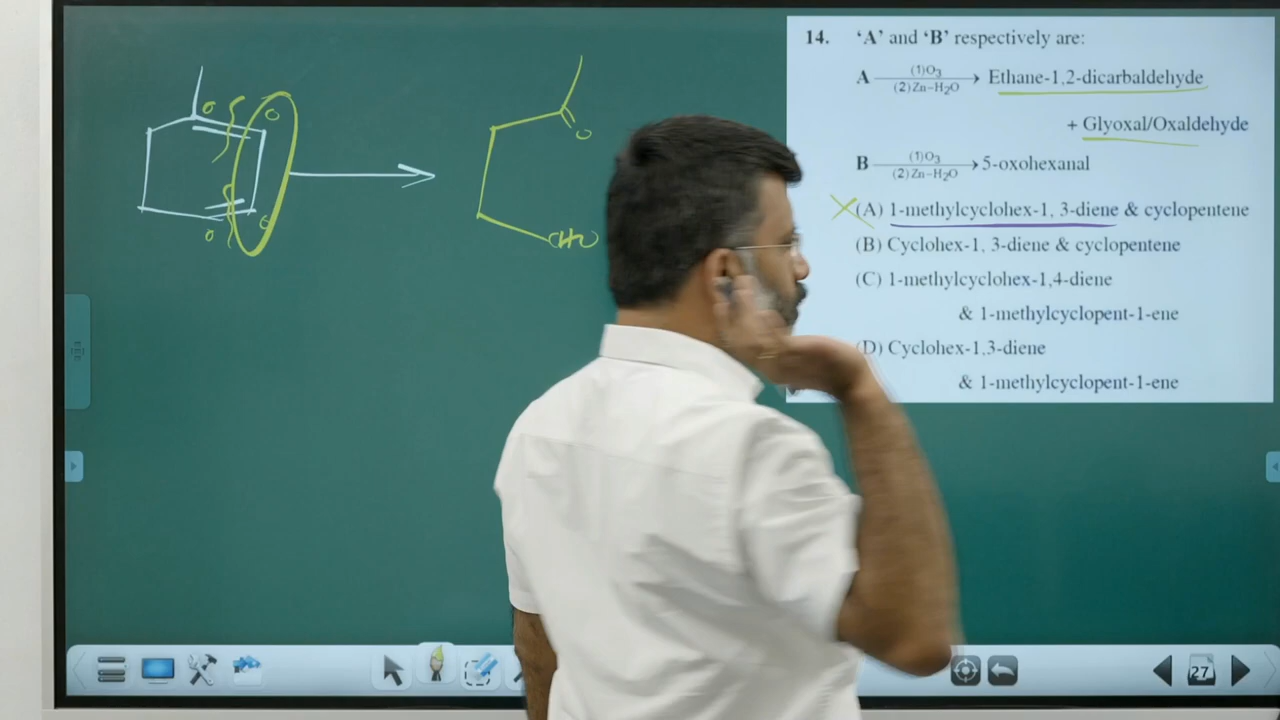 14. 'A' and 'B' respectively are:
A (1)O₃ (2)Zn–H₂O → Ethane-1,2-dicarbaldehyde
+ Glyoxal/Oxaldehyde
B (1)O₃ (2)Zn–H₂O → 5-oxohexanal
(A) 1-methylcyclohex-1, 3-diene & cyclopentene
(B) Cyclohex-1, 3-diene & cyclopentene
(C) 1-methylcyclohex-1,4-diene
& 1-methylcyclopent-1-ene
(D) Cyclohex-1,3-diene
& 1-methylcyclopent-1-ene
O O
O O
O
CHO
27